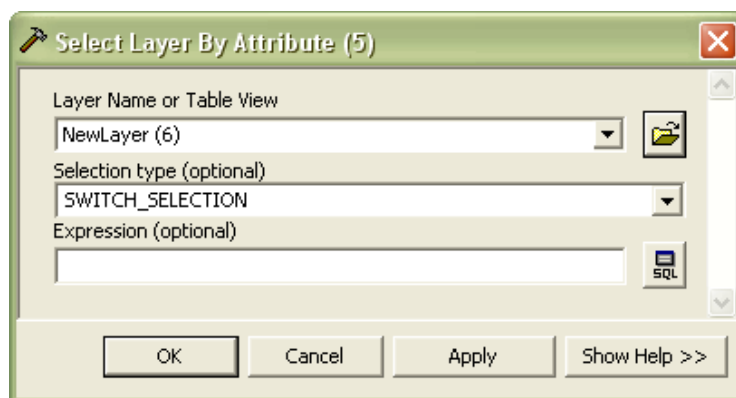 Select Layer By Attribute (5)
Layer Name or Table View
NewLayer (6)
Selection type (optional)
SWITCH_SELECTION
Expression (optional)
SQL
OK Cancel Apply Show Help >>